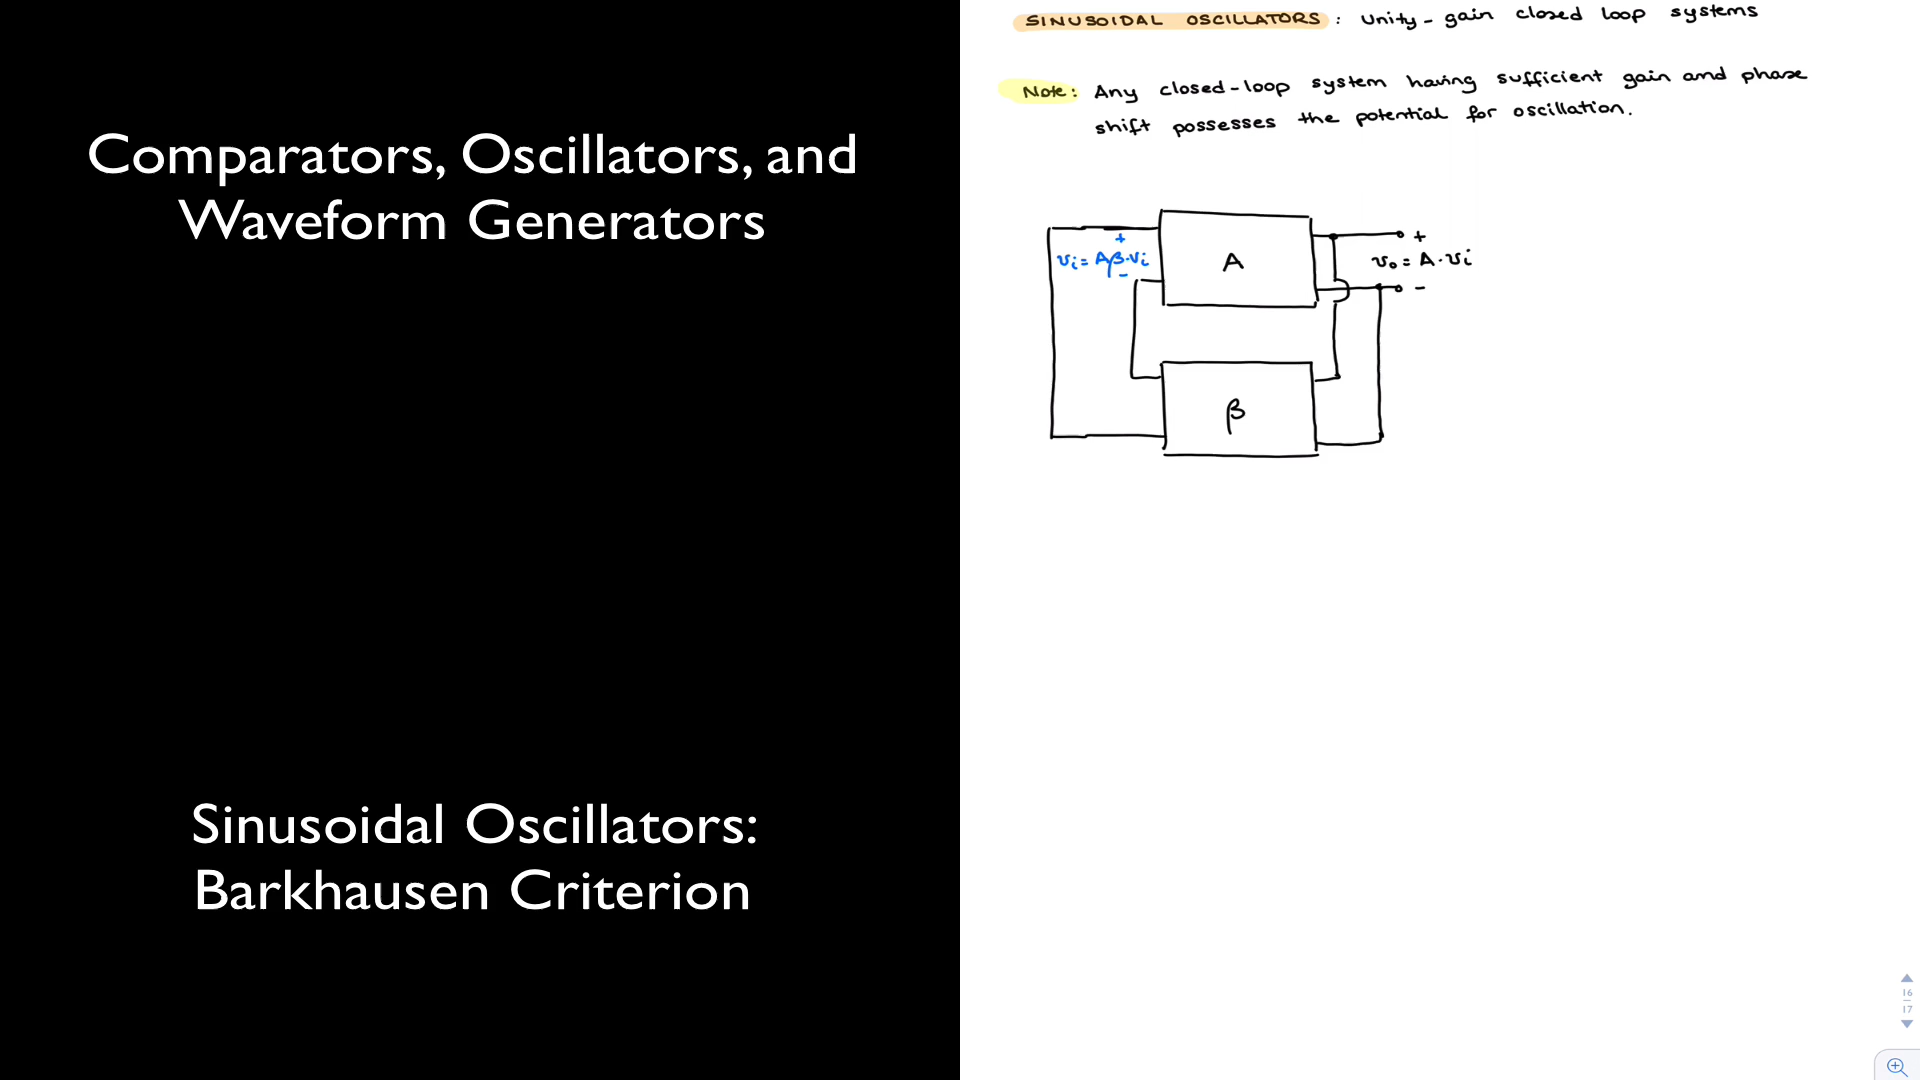 Comparators, Oscillators, and
Waveform Generators
Sinusoidal Oscillators:
Barkhausen Criterion
SINUSOIDAL OSCILLATORS : Unity-gain closed loop systems
Note: Any closed-loop system having sufficient gain and phase
shift possesses the potential for oscillation.
+
vi = Aβ·vi
-
A
+
vo = A·vi
-
β
16
17